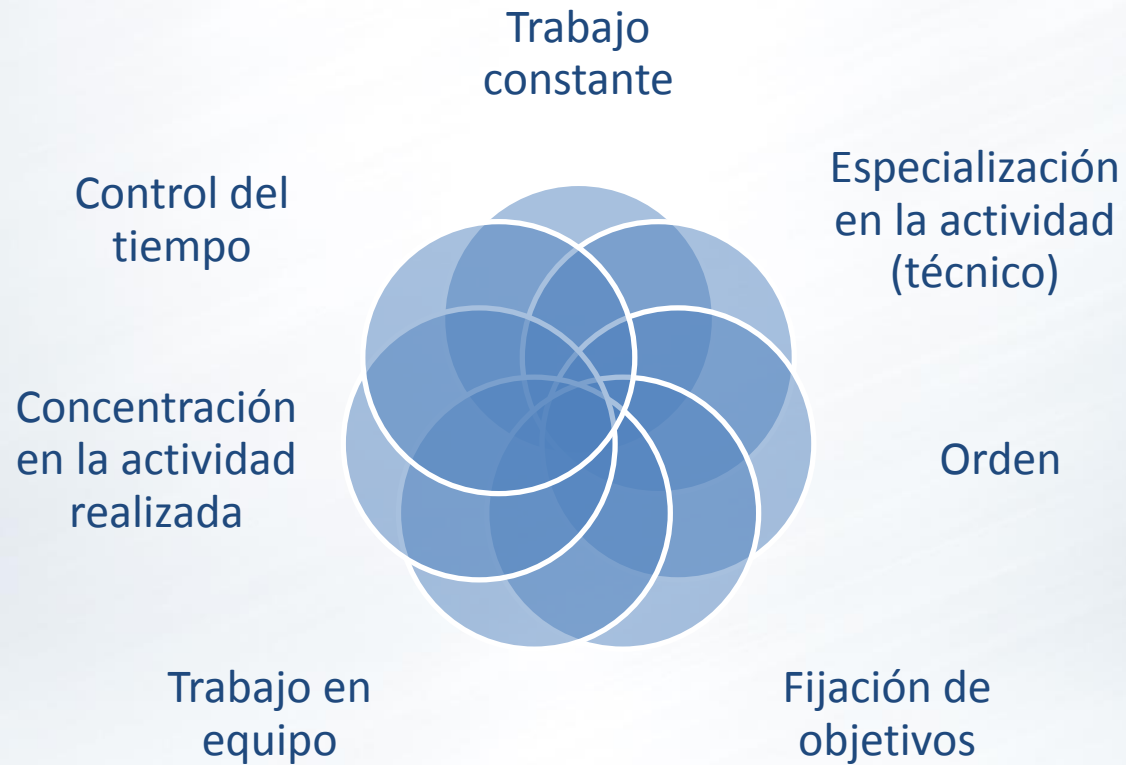 Trabajo
constante
Especialización
en la actividad
(técnico)
Orden
Fijación de
objetivos
Trabajo en
equipo
Concentración
en la actividad
realizada
Control del
tiempo